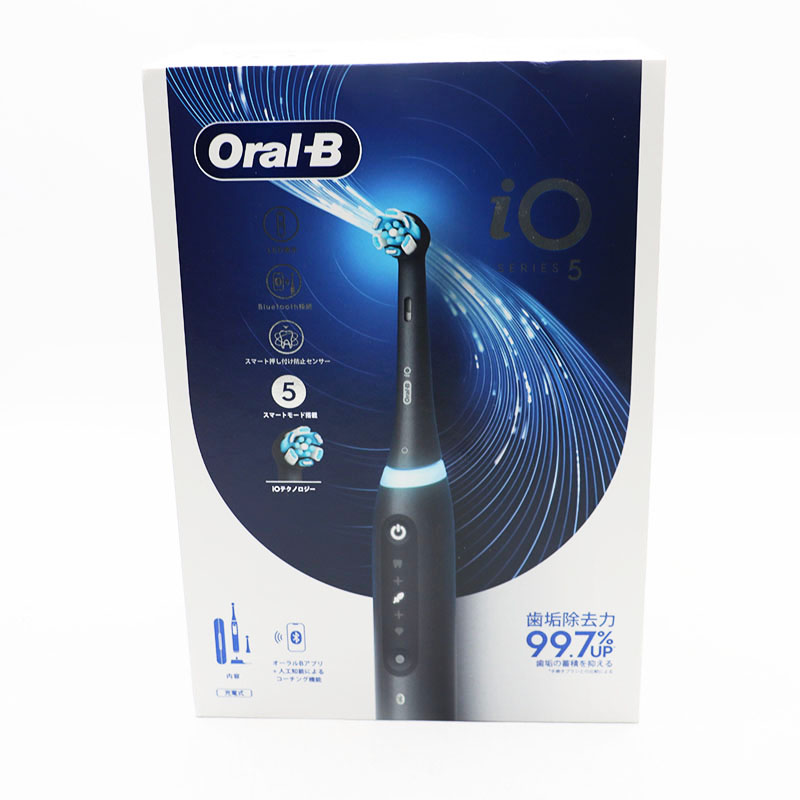 Oral-B
iO
SERIES 5
Bluetooth接続
スマート押し付け防止センサー
5
スマートモード搭載
iOテクノロジー
Oral-B iO
内容
充電式
オーラルBアプリ
+人工知能による
コーチング機能
歯垢除去力
99.7%UP
歯垢の蓄積を抑える